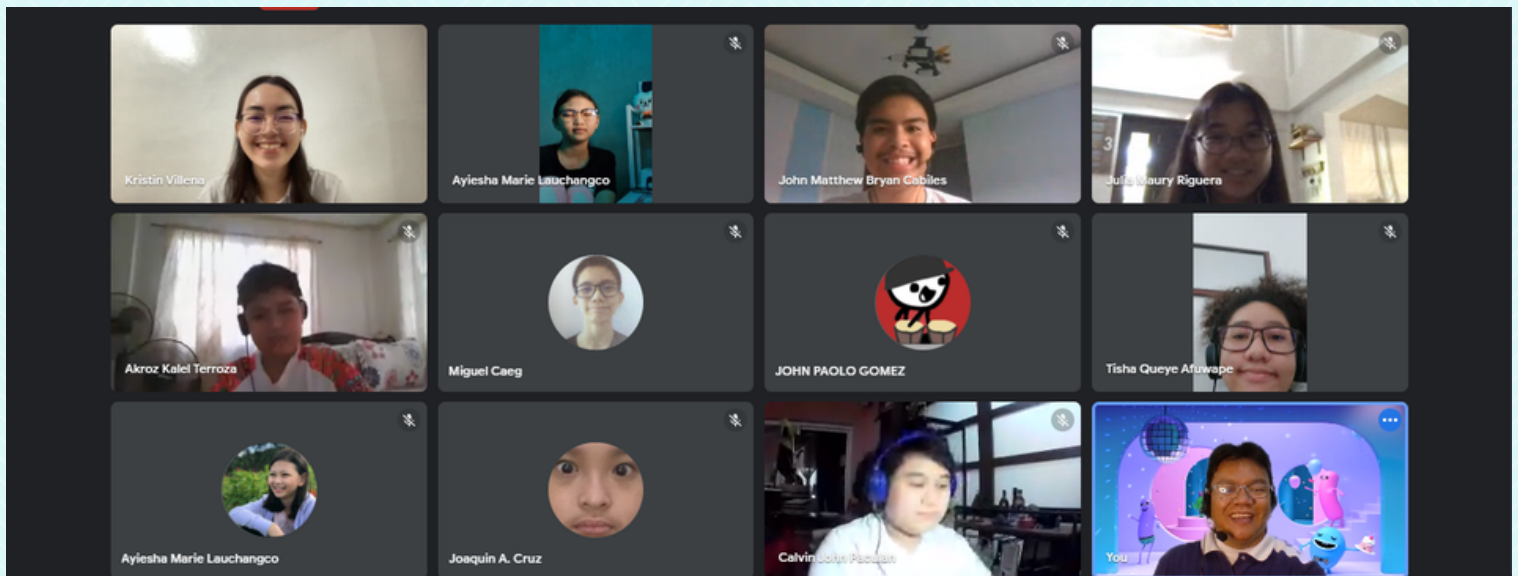 Kristin Villena
Ayiesha Marie Lauchangco
John Matthew Bryan Cabiles
Julia Maury Riguera
3
Akroz Kalel Terroza
Miguel Caeg
JOHN PAOLO GOMEZ
Tisha Queye Afuwape
Ayiesha Marie Lauchangco
Joaquin A. Cruz
Calvin John
You